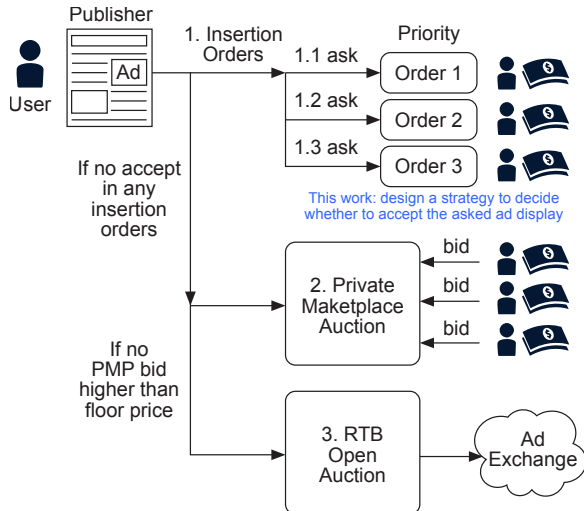 Publisher
Ad
User
1. Insertion
Orders
Priority
1.1 ask
Order 1
$
1.2 ask
Order 2
$
1.3 ask
Order 3
$
This work: design a strategy to decide
whether to accept the asked ad display
If no accept
in any
insertion
orders
2. Private
Maketplace
Auction
bid
$
bid
$
bid
$
If no
PMP bid
higher than
floor price
3. RTB
Open
Auction
Ad
Exchange